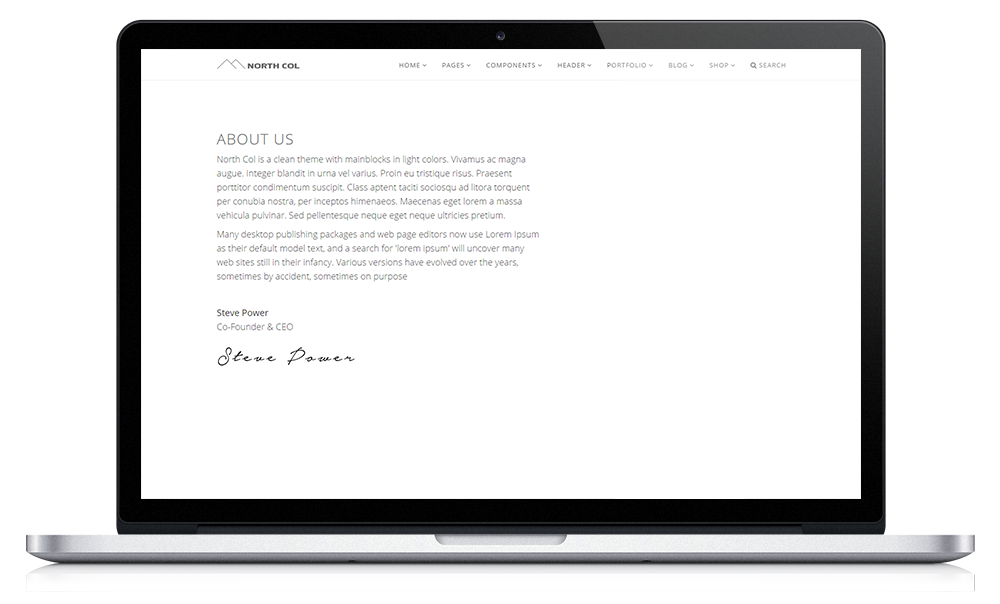 NORTH COL
HOME PAGES COMPONENTS HEADER PORTFOLIO BLOG SHOP SEARCH
ABOUT US
North Col is a clean theme with mainblocks in light colors. Vivamus ac magna
augue. Integer blandit in urna vel varius. Proin eu tristique risus. Praesent
porttitor condimentum suscipit. Class aptent taciti sociosqu ad litora torquent
per conubia nostra, per inceptos himenaeos. Maecenas eget lorem a massa
vehicula pulvinar. Sed pellentesque neque eget neque ultricies pretium.
Many desktop publishing packages and web page editors now use Lorem Ipsum
as their default model text, and a search for 'lorem ipsum' will uncover many
web sites still in their infancy. Various versions have evolved over the years,
sometimes by accident, sometimes on purpose
Steve Power
Co-Founder & CEO
Steve Power